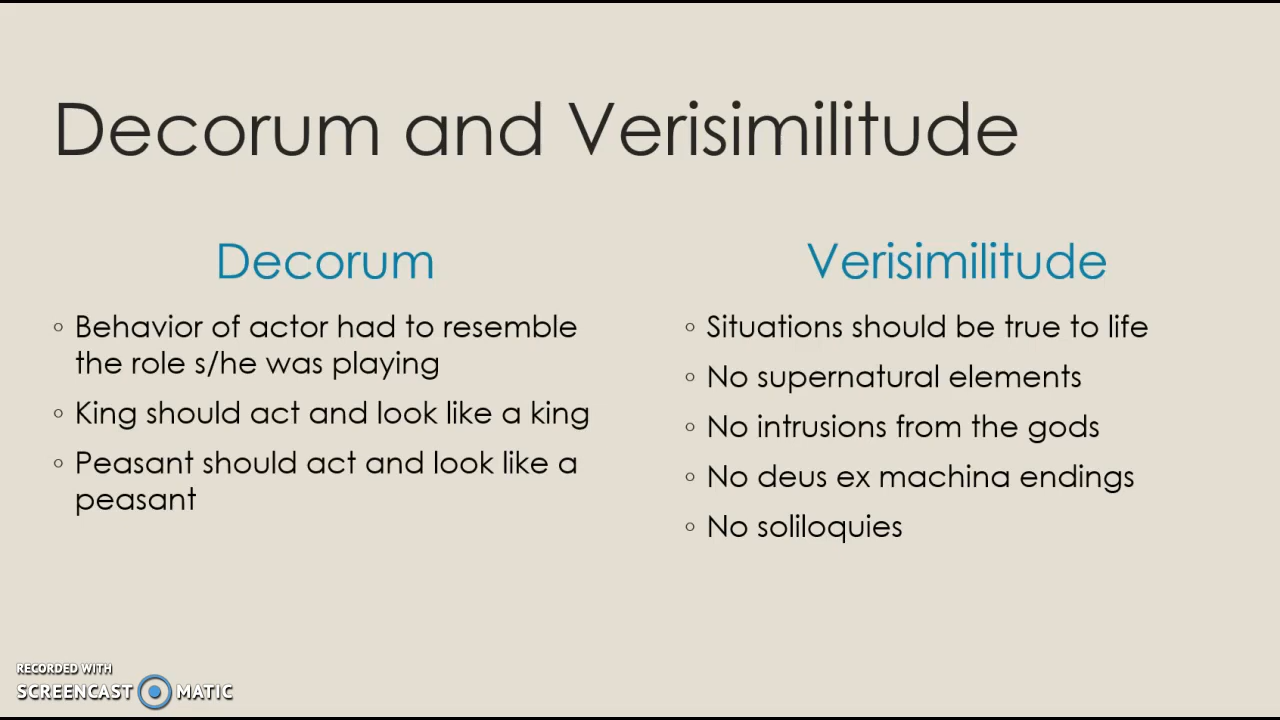 Decorum and Verisimilitude
Decorum
◦ Behavior of actor had to resemble
the role s/he was playing
◦ King should act and look like a king
◦ Peasant should act and look like a
peasant
Verisimilitude
◦ Situations should be true to life
◦ No supernatural elements
◦ No intrusions from the gods
◦ No deus ex machina endings
◦ No soliloquies
RECORDED WITH
SCREENCAST MATIC